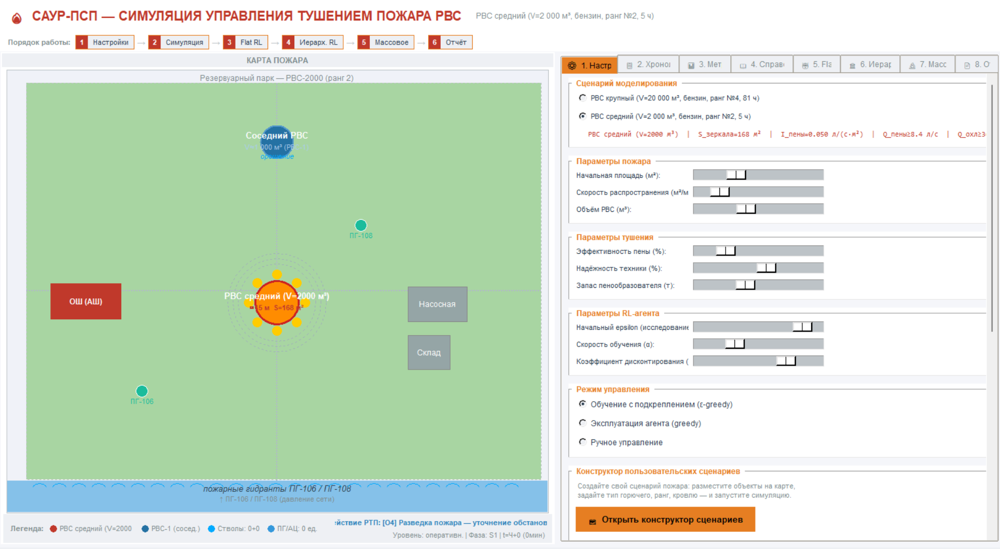 САУР-ПСП — СИМУЛЯЦИЯ УПРАВЛЕНИЯ ТУШЕНИЕМ ПОЖАРА РВС
РВС средний (V=2 000 м³, бензин, ранг №2, 5 ч)
Порядок работы: 1 Настройки → 2 Симуляция → 3 Flat RL → 4 Иерарх. RL → 5 Массовое → 6 Отчёт
КАРТА ПОЖАРА
Резервуарный парк — РВС-2000 (ранг 2)
Соседний РВС
000 м³ (РВС-1)
орошение
ПГ-108
ОШ (АШ)
РВС средний (V=2000 м³)
15 м S=168 м²
Насосная
Склад
ПГ-106
пожарные гидранты ПГ-106 / ПГ-108
↑ ПГ-106 / ПГ-108 (давление сети)
Легенда: РВС средний (V=2000 РВС-1 (сосед.) Стволы: 0+0 ПГ/АЦ: 0 ед.
йствие РТП: [О4] Разведка пожара — уточнение обстанов
Уровень: оперативн. | Фаза: S1 | t=Ч+0 (0мин)
1. Настр 2. Хронол 3. Мет 4. Справ 5. Fla 6. Иерар 7. Масс 8. О
Сценарий моделирования
РВС крупный (V=20 000 м³, бензин, ранг №4, 81 ч)
РВС средний (V=2 000 м³, бензин, ранг №2, 5 ч)
РВС средний (V=2000 м³) | S_зеркала=168 м² | I_пены=0.050 л/(с·м²) | Q_пены≥8.4 л/с | Q_охл≥3
Параметры пожара
Начальная площадь (м²):
Скорость распространения (м²/м
Объём РВС (м³):
Параметры тушения
Эффективность пены (%):
Надёжность техники (%):
Запас пенообразователя (т):
Параметры RL-агента
Начальный epsilon (исследование
Скорость обучения (α):
Коэффициент дисконтирования (
Режим управления
Обучение с подкреплением (ε-greedy)
Эксплуатация агента (greedy)
Ручное управление
Конструктор пользовательских сценариев
Создайте свой сценарий пожара: разместите объекты на карте,
задайте тип горючего, ранг, кровлю — и запустите симуляцию.
Открыть конструктор сценариев